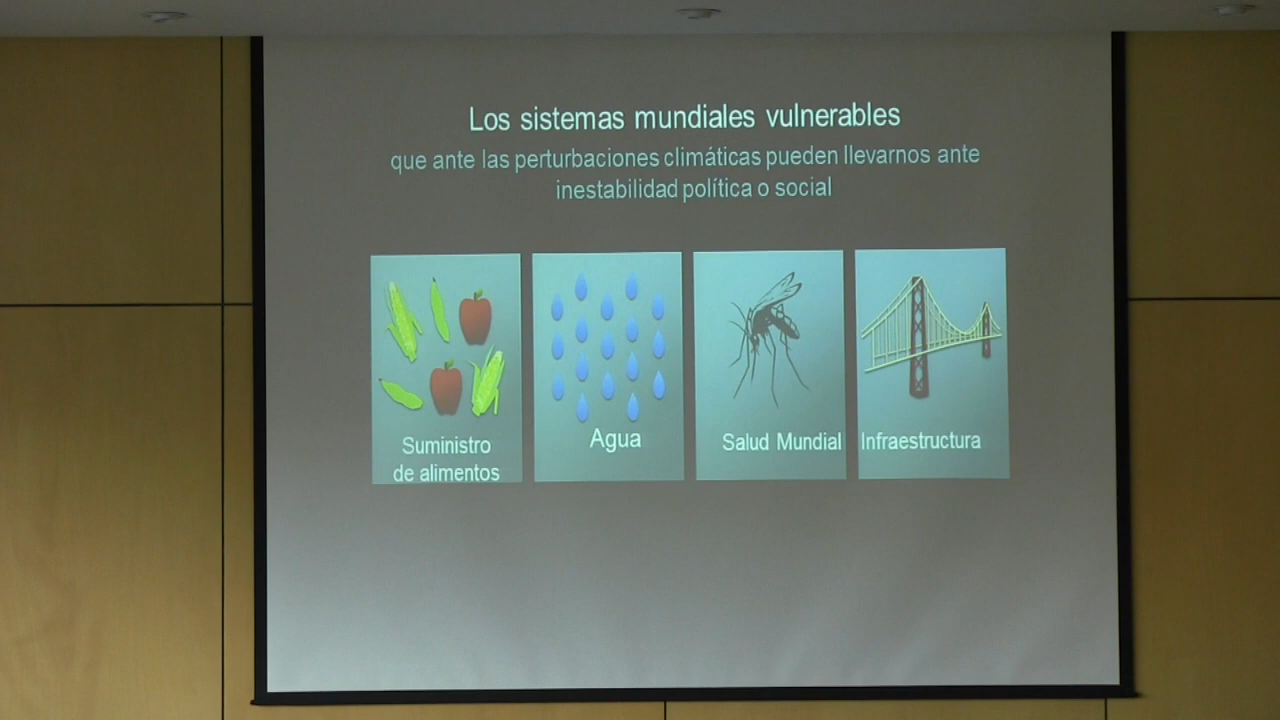 Los sistemas mundiales vulnerables
que ante las perturbaciones climáticas pueden llevarnos ante
inestabilidad política o social
Suministro
de alimentos
Agua
Salud Mundial
Infraestructura